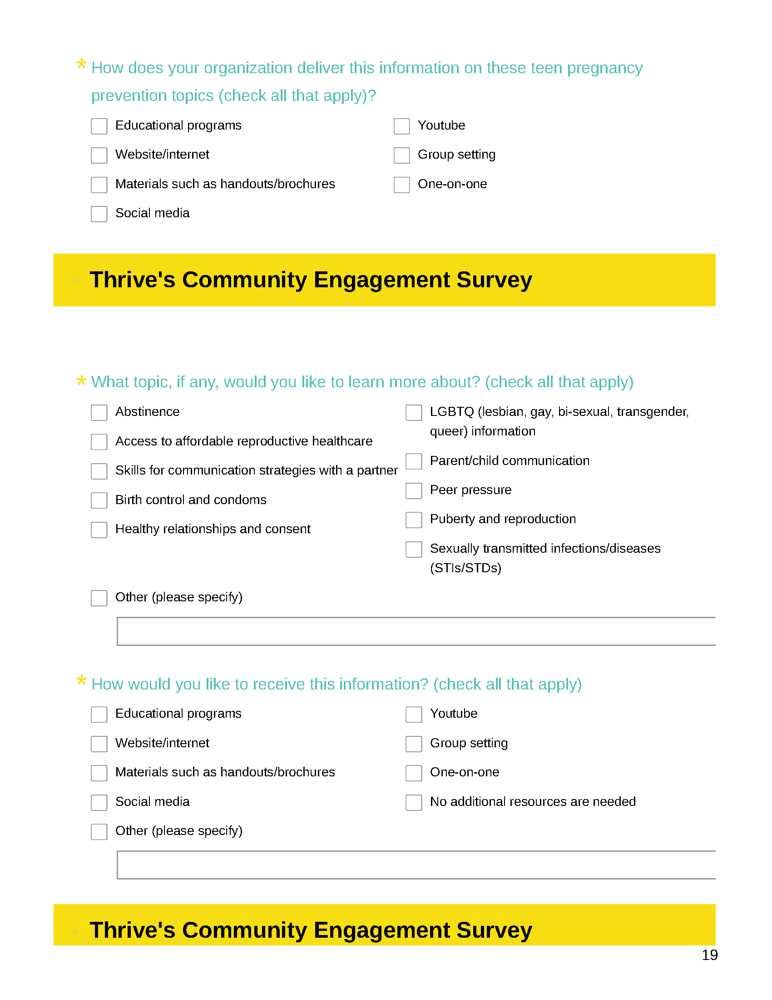 * How does your organization deliver this information on these teen pregnancy
prevention topics (check all that apply)?
Educational programs
Website/internet
Materials such as handouts/brochures
Social media
Youtube
Group setting
One-on-one
Thrive's Community Engagement Survey
* What topic, if any, would you like to learn more about? (check all that apply)
Abstinence
Access to affordable reproductive healthcare
Skills for communication strategies with a partner
Birth control and condoms
Healthy relationships and consent
LGBTQ (lesbian, gay, bi-sexual, transgender,
queer) information
Parent/child communication
Peer pressure
Puberty and reproduction
Sexually transmitted infections/diseases
(STIs/STDs)
Other (please specify)
* How would you like to receive this information? (check all that apply)
Educational programs
Website/internet
Materials such as handouts/brochures
Social media
Youtube
Group setting
One-on-one
No additional resources are needed
Other (please specify)
Thrive's Community Engagement Survey
19